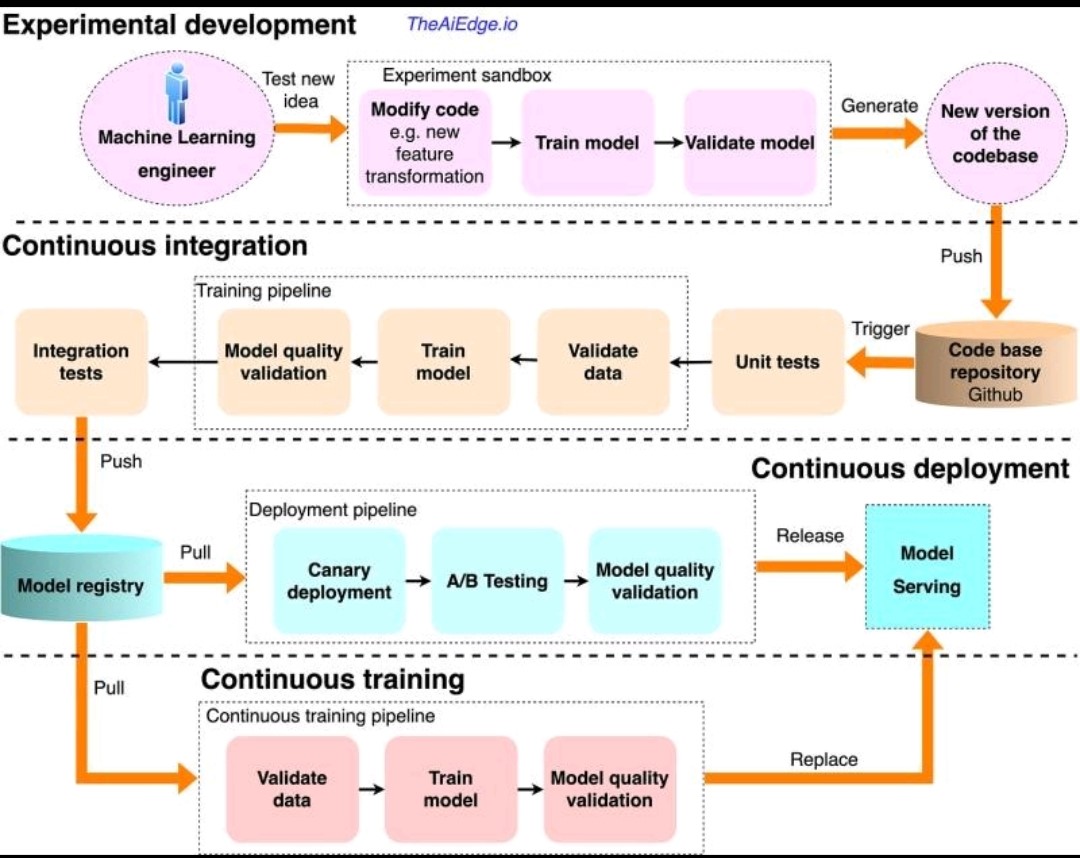 Experimental development
TheAiEdge.io
Machine Learning
engineer
Test new
idea
Experiment sandbox
Modify code
e.g. new
feature
transformation
Train model
Validate model
Generate
New version
of the
codebase
Continuous integration
Push
Training pipeline
Integration
tests
Model quality
validation
Train
model
Validate
data
Unit tests
Trigger
Code base
repository
Github
Push
Continuous deployment
Deployment pipeline
Model registry
Pull
Canary
deployment
A/B Testing
Model quality
validation
Release
Model
Serving
Pull
Continuous training
Continuous training pipeline
Validate
data
Train
model
Model quality
validation
Replace